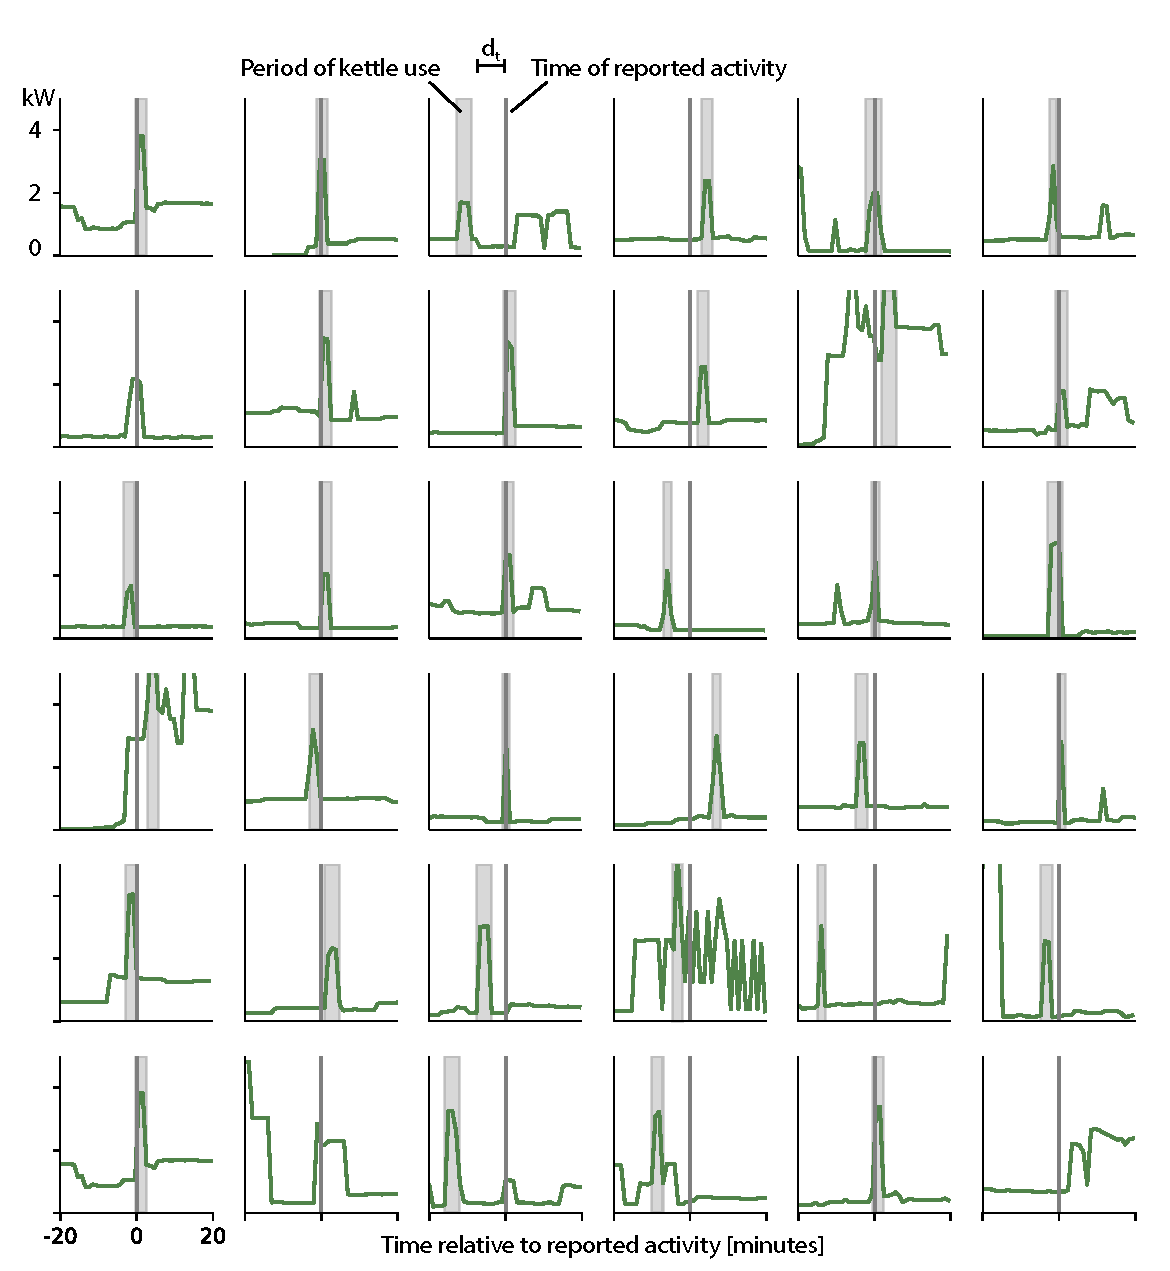 d_t
Period of kettle use
Time of reported activity
kW
4
2
0
-20 0 20
Time relative to reported activity [minutes]